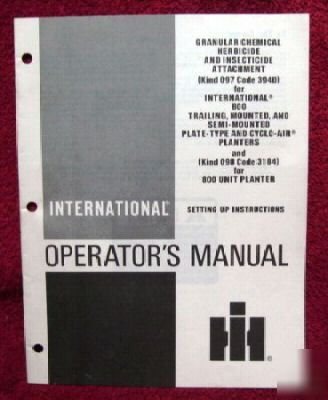 GRANULAR CHEMICAL
HERBICIDE
AND INSECTICIDE
ATTACHMENT
(Kind 097 Code 3940)
for
INTERNATIONAL®
800
TRAILING, MOUNTED, AND
SEMI-MOUNTED
PLATE-TYPE AND CYCLO-AIR®
PLANTERS
and
(Kind 098 Code 3184)
for
800 UNIT PLANTER
INTERNATIONAL®
SETTING UP INSTRUCTIONS
OPERATOR'S MANUAL
IH
®